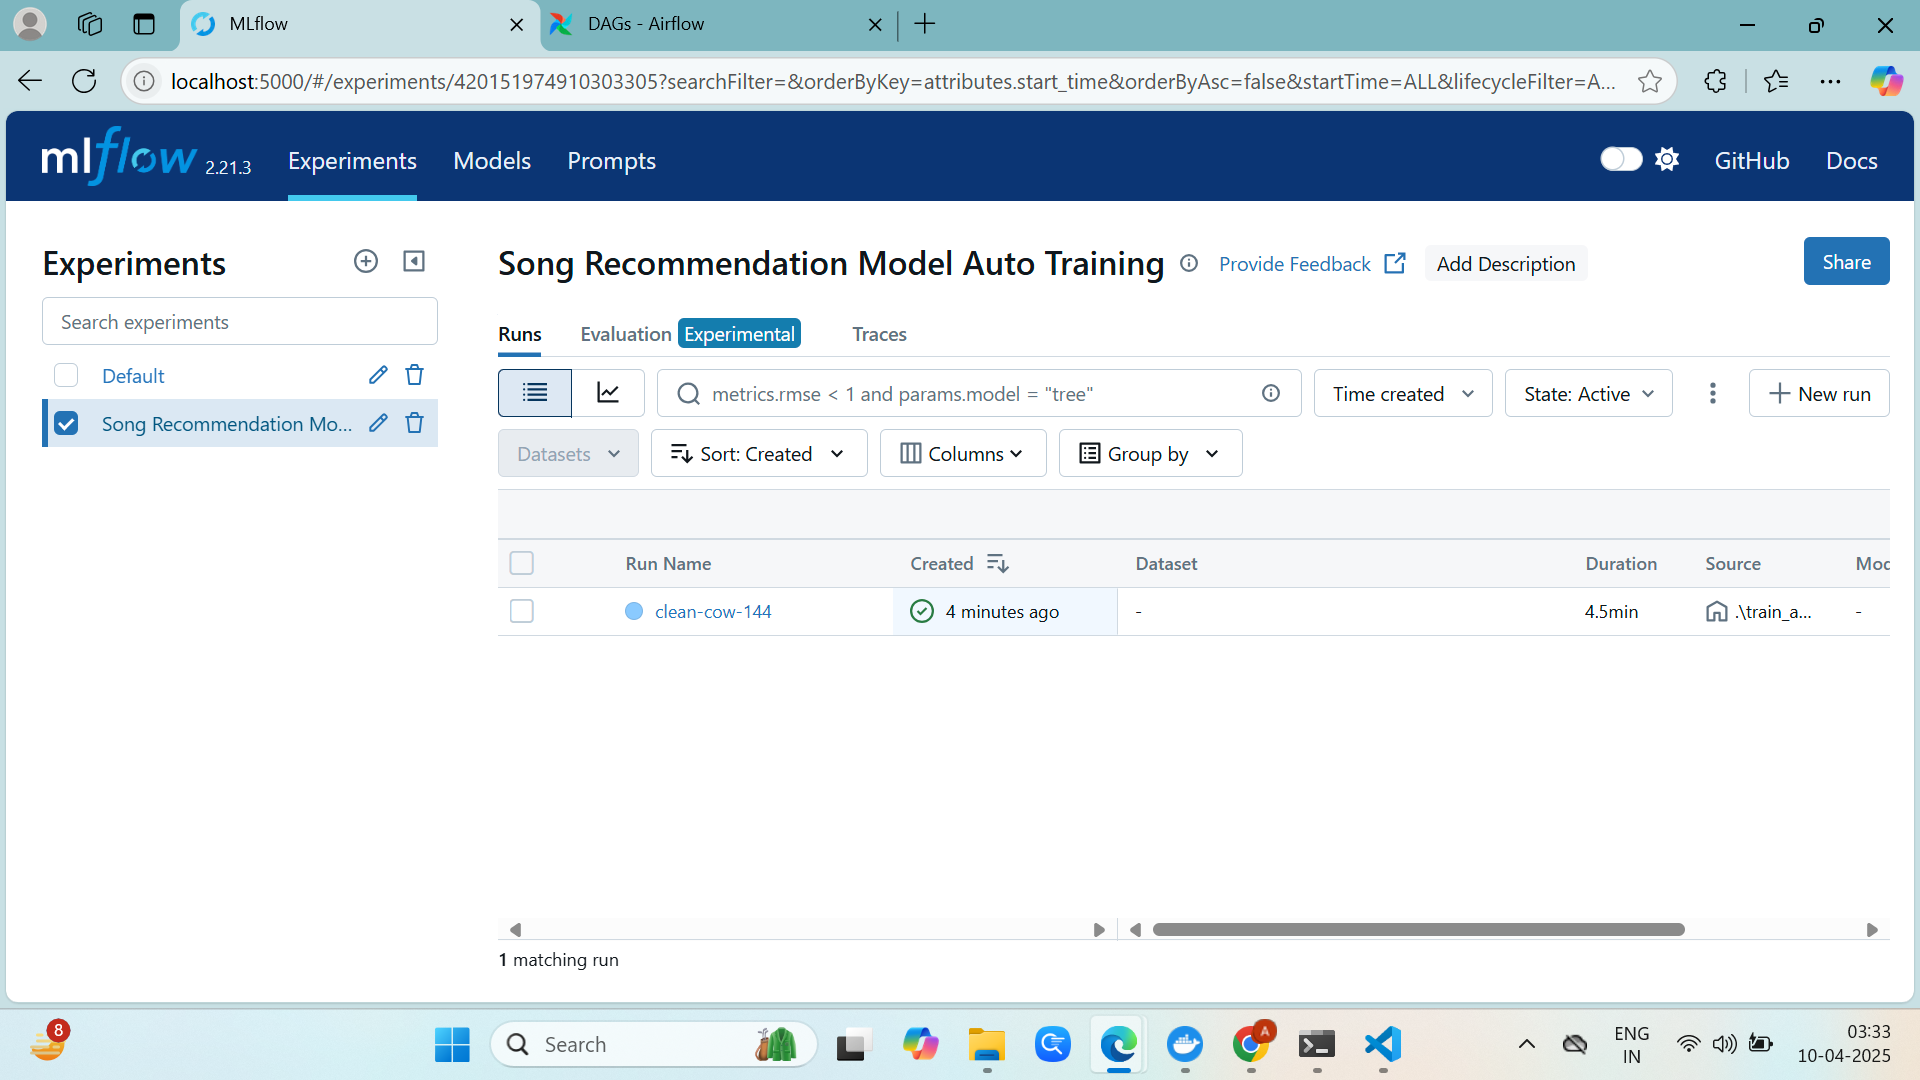 MLflow
DAGs - Airflow
localhost:5000/#/experiments/420151974910303305?searchFilter=&orderByKey=attributes.start_time&orderByAsc=false&startTime=ALL&lifecycleFilter=A...
mlflow 2.21.3
Experiments
Models
Prompts
GitHub
Docs
Experiments
Search experiments
Default
Song Recommendation Mo...
Song Recommendation Model Auto Training
Provide Feedback
Add Description
Share
Runs
Evaluation Experimental
Traces
metrics.rmse < 1 and params.model = "tree"
Time created
State: Active
New run
Datasets
Sort: Created
Columns
Group by
Run Name
Created
Dataset
Duration
Source
Mod
clean-cow-144
4 minutes ago
-
4.5min
.\train_a...
-
1 matching run
8
Search
A
ENG
IN
03:33
10-04-2025